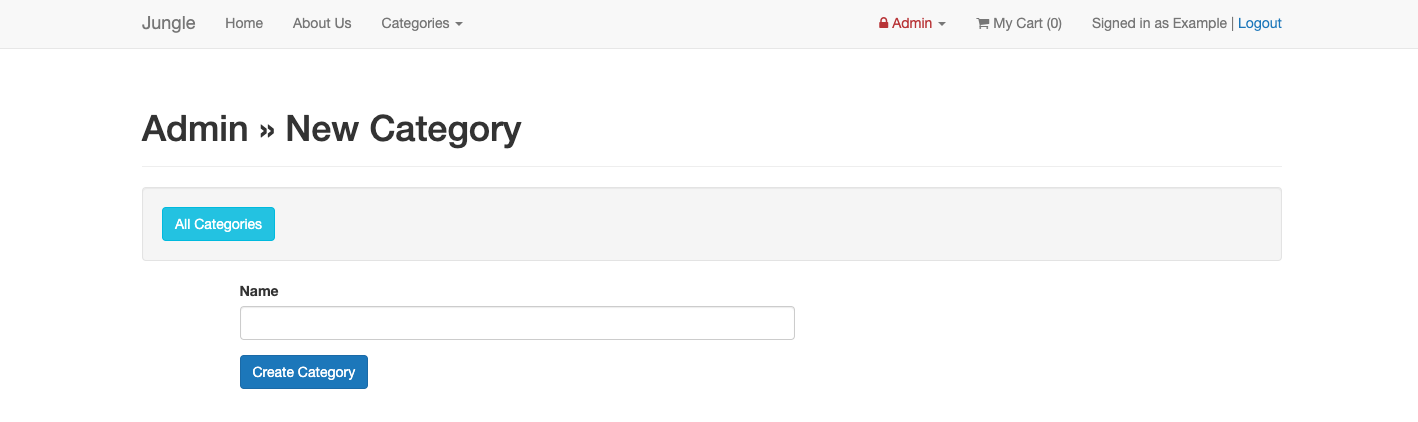 Jungle Home About Us Categories Admin My Cart (0) Signed in as Example | Logout
Admin » New Category
All Categories
Name
Create Category